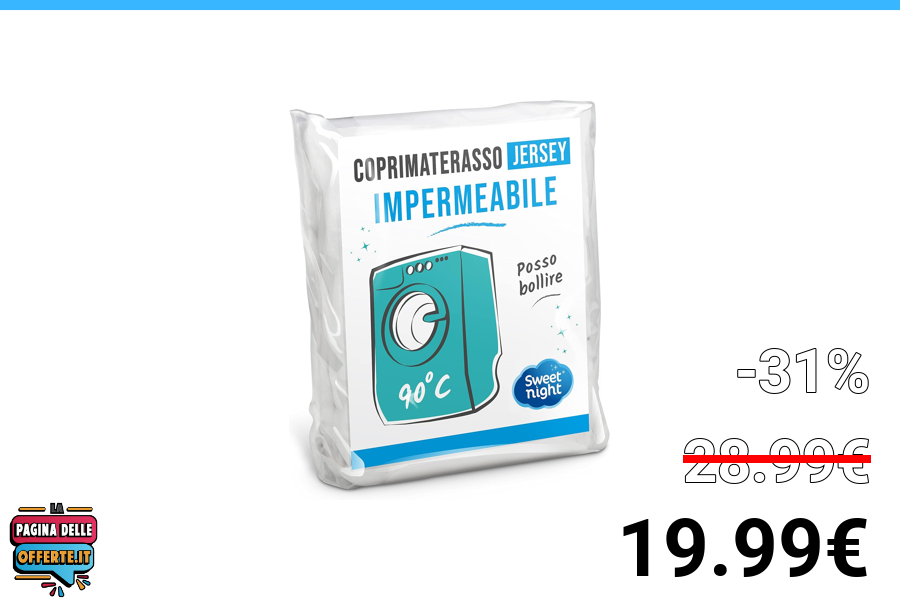 COPRIMATERASSO JERSEY
IMPERMEABILE
Posso
bollire
90°C
Sweet
night
-31%
28.99€
19.99€
LA
PAGINA DELLE
OFFERTE.IT